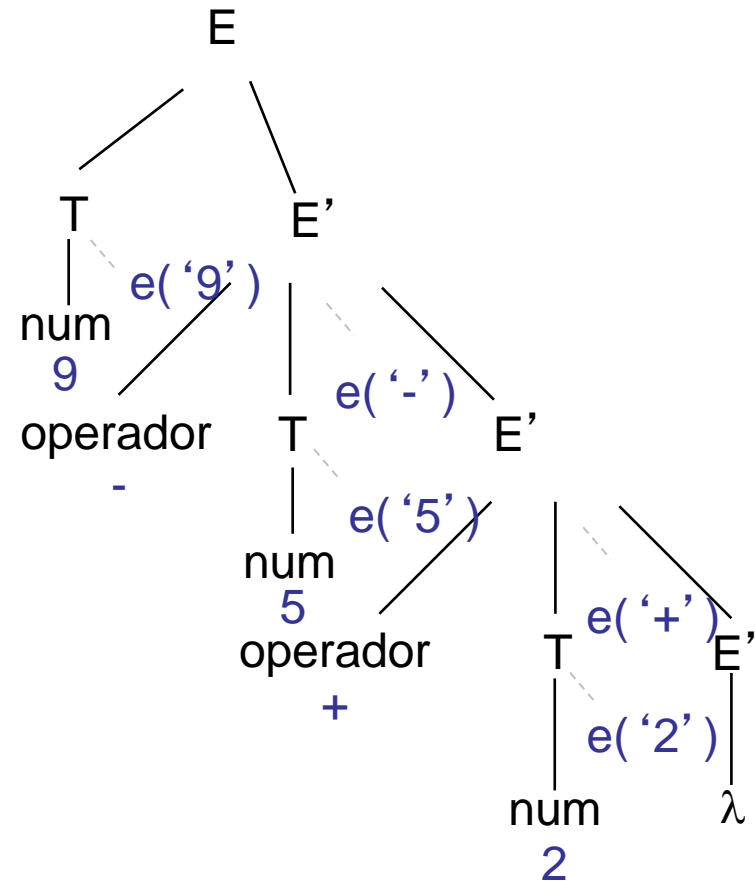 E
T E’
e(‘9’)
num
9
e(‘-’)
operador T E’
-
e(‘5’)
num
5
e(‘+’)
operador T E’
+
e(‘2’)
num λ
2